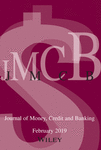 JMCB
Journal of Money, Credit and Banking
February 2019
WILEY